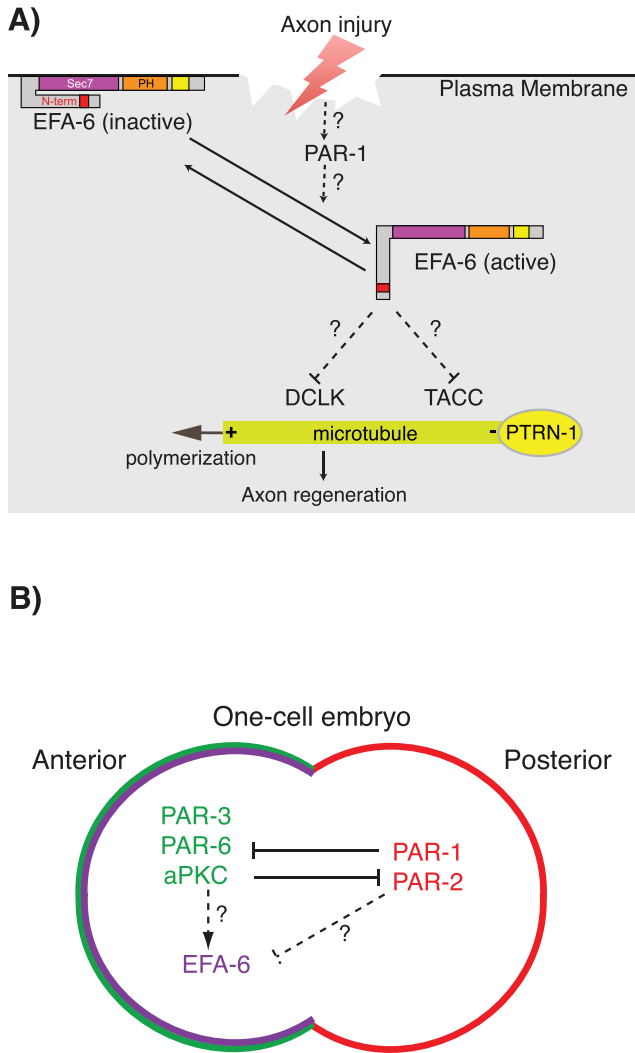 A)
Axon injury
Sec7 PH
Plasma Membrane
N-term
EFA-6 (inactive)
?
PAR-1
?
EFA-6 (active)
? ?
DCLK TACC
+ microtubule - PTRN-1
polymerization
Axon regeneration
B)
One-cell embryo
Anterior Posterior
PAR-3
PAR-6
aPKC
PAR-1
PAR-2
?
?
EFA-6